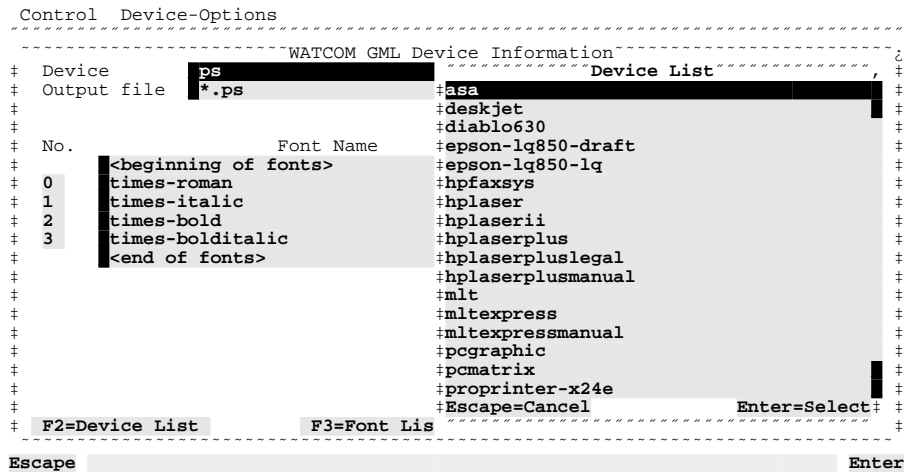 Control Device-Options
WATCOM GML Device Information
Device ps
Output file *.ps
No. Font Name
<beginning of fonts>
0 times-roman
1 times-italic
2 times-bold
3 times-bolditalic
<end of fonts>
F2=Device List F3=Font Lis
Device List
asa
deskjet
diablo630
epson-lq850-draft
epson-lq850-lq
hpfaxsys
hplaser
hplaserii
hplaserplus
hplaserpluslegal
hplaserplusmanual
mlt
mltexpress
mltexpressmanual
pcgraphic
pcmatrix
proprinter-x24e
Escape=Cancel Enter=Select
Escape Enter